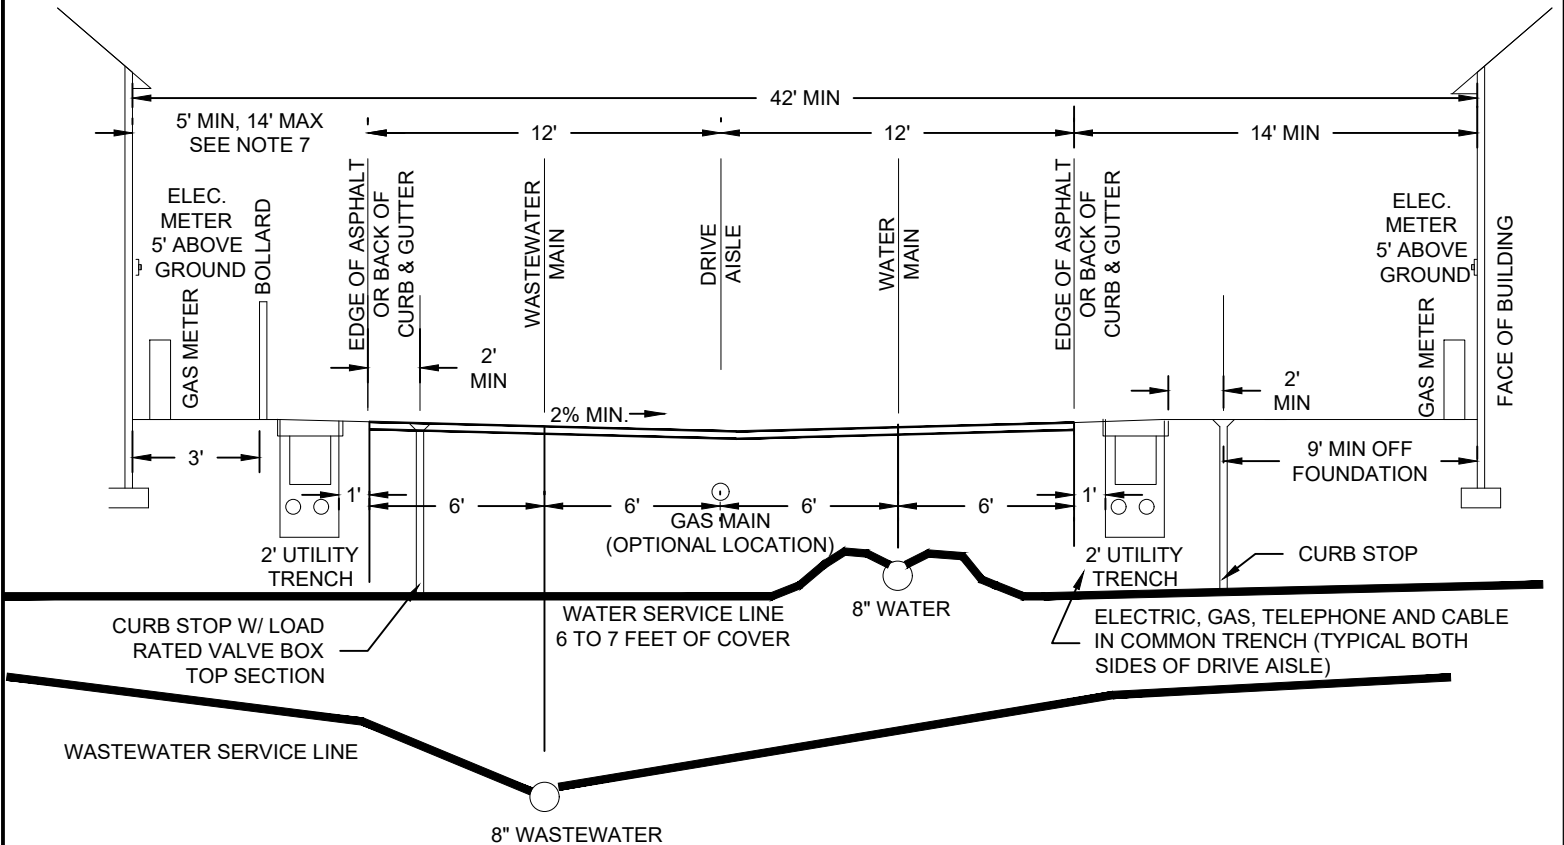 42' MIN
5' MIN, 14' MAX
SEE NOTE 7
12'
12'
14' MIN
ELEC.
METER
5' ABOVE
GROUND
GAS METER
BOLLARD
EDGE OF ASPHALT
OR BACK OF
CURB & GUTTER
WASTEWATER
MAIN
DRIVE
AISLE
WATER
MAIN
EDGE OF ASPHALT
OR BACK OF
CURB & GUTTER
ELEC.
METER
5' ABOVE
GROUND
GAS METER
FACE OF BUILDING
2'
MIN
2'
MIN
2% MIN.
3'
9' MIN OFF
FOUNDATION
1'
6'
6'
6'
6'
1'
GAS MAIN
(OPTIONAL LOCATION)
2' UTILITY
TRENCH
2' UTILITY
TRENCH
CURB STOP
WATER SERVICE LINE
6 TO 7 FEET OF COVER
8" WATER
CURB STOP W/ LOAD
RATED VALVE BOX
TOP SECTION
ELECTRIC, GAS, TELEPHONE AND CABLE
IN COMMON TRENCH (TYPICAL BOTH
SIDES OF DRIVE AISLE)
WASTEWATER SERVICE LINE
8" WASTEWATER